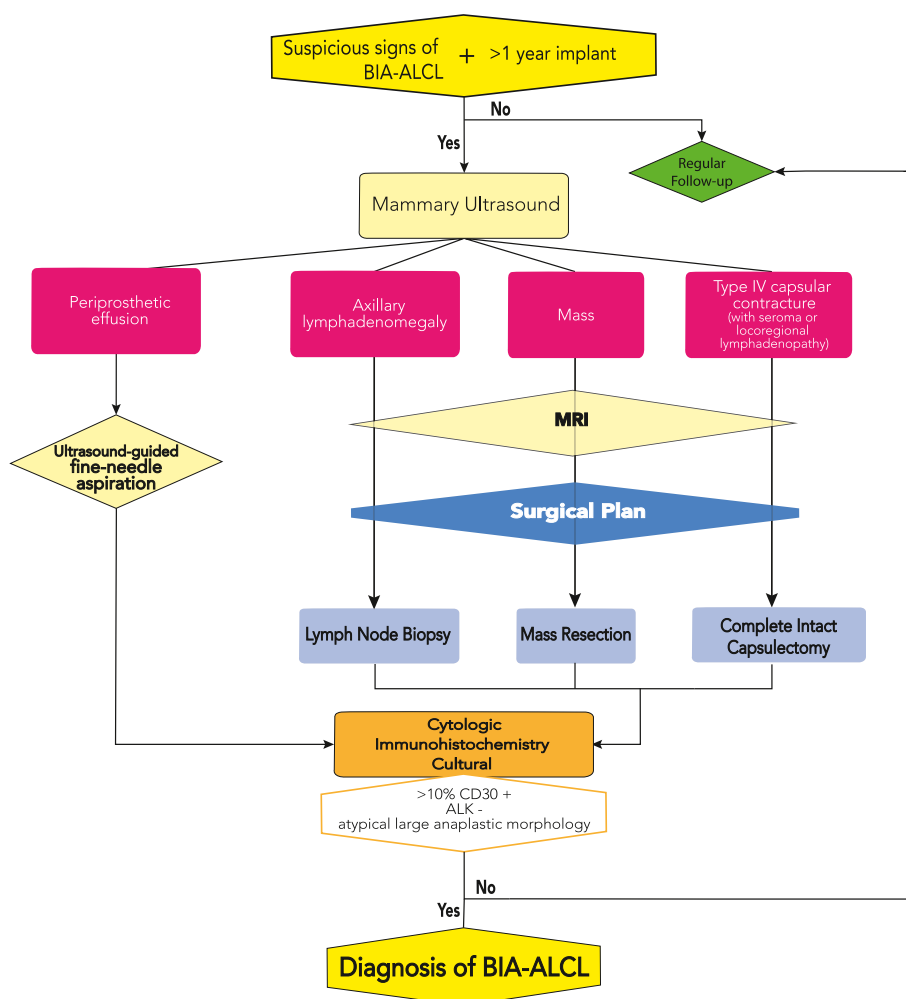 Suspicious signs of
BIA-ALCL
+ >1 year implant
No
Yes
Regular
Follow-up
Mammary Ultrasound
Periprosthetic
effusion
Axillary
lymphadenomegaly
Mass
Type IV capsular
contracture
(with seroma or
locoregional
lymphadenopathy)
MRI
Ultrasound-guided
fine-needle
aspiration
Surgical Plan
Lymph Node Biopsy
Mass Resection
Complete Intact
Capsulectomy
Cytologic
Immunohistochemistry
Cultural
>10% CD30 +
ALK -
atypical large anaplastic morphology
No
Yes
Diagnosis of BIA-ALCL